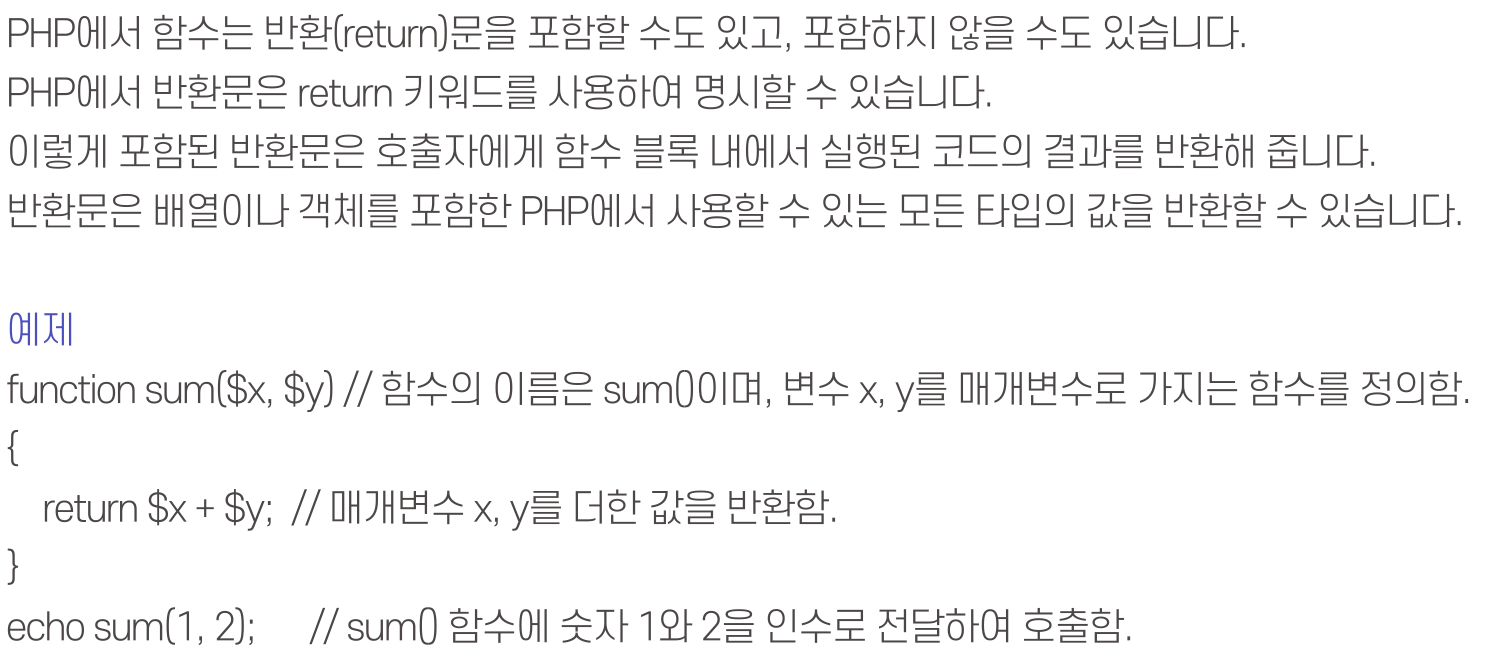 PHP에서 함수는 반환(return)문을 포함할 수도 있고, 포함하지 않을 수도 있습니다.
PHP에서 반환문은 return 키워드를 사용하여 명시할 수 있습니다.
이렇게 포함된 반환문은 호출자에게 함수 블록 내에서 실행된 코드의 결과를 반환해 줍니다.
반환문은 배열이나 객체를 포함한 PHP에서 사용할 수 있는 모든 타입의 값을 반환할 수 있습니다.
예제
function sum($x, $y) // 함수의 이름은 sum()이며, 변수 x, y를 매개변수로 가지는 함수를 정의함.
{
    return $x + $y;  // 매개변수 x, y를 더한 값을 반환함.
}
echo sum(1, 2);      // sum() 함수에 숫자 1와 2을 인수로 전달하여 호출함.